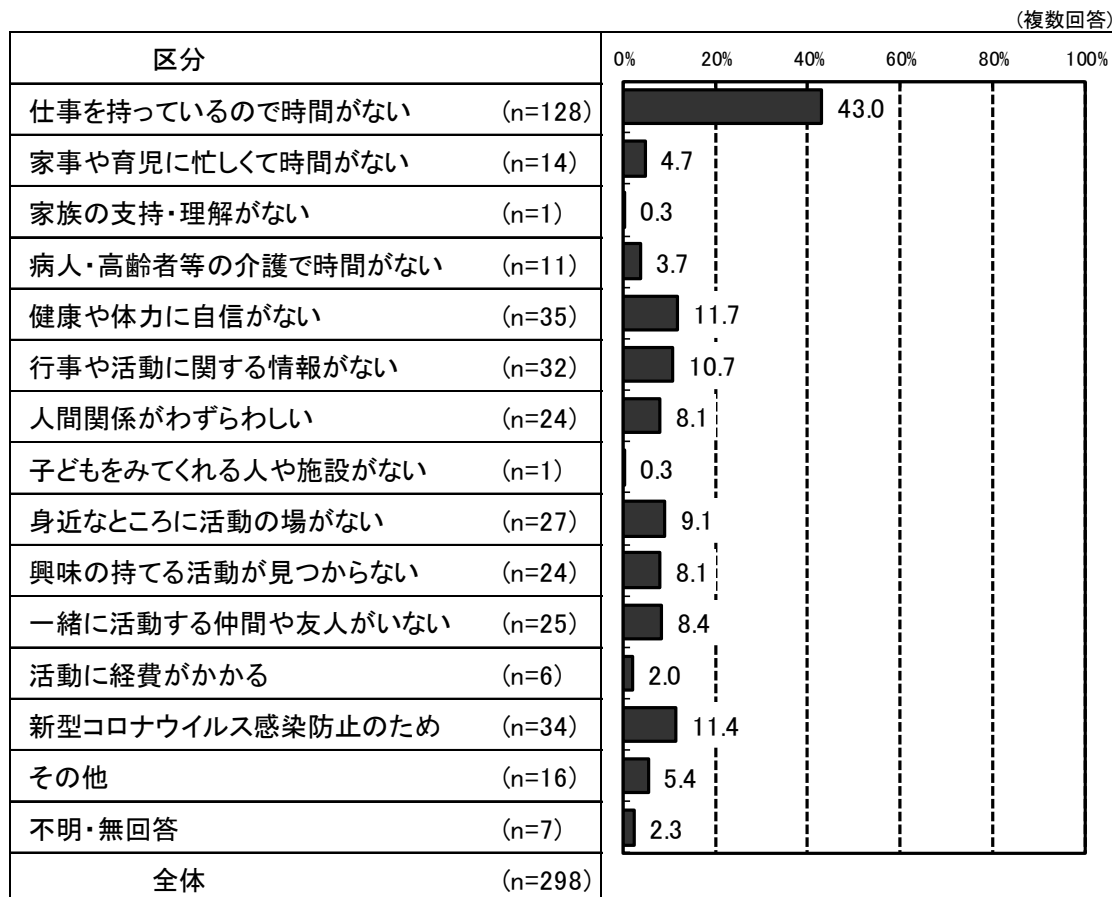 (複数回答)
区分 0% 20% 40% 60% 80% 100%
仕事を持っているので時間がない (n=128) 43.0
家事や育児に忙しくて時間がない (n=14) 4.7
家族の支持・理解がない (n=1) 0.3
病人・高齢者等の介護で時間がない (n=11) 3.7
健康や体力に自信がない (n=35) 11.7
行事や活動に関する情報がない (n=32) 10.7
人間関係がわずらわしい (n=24) 8.1
子どもをみてくれる人や施設がない (n=1) 0.3
身近なところに活動の場がない (n=27) 9.1
興味の持てる活動が見つからない (n=24) 8.1
一緒に活動する仲間や友人がいない (n=25) 8.4
活動に経費がかかる (n=6) 2.0
新型コロナウイルス感染防止のため (n=34) 11.4
その他 (n=16) 5.4
不明・無回答 (n=7) 2.3
全体 (n=298)